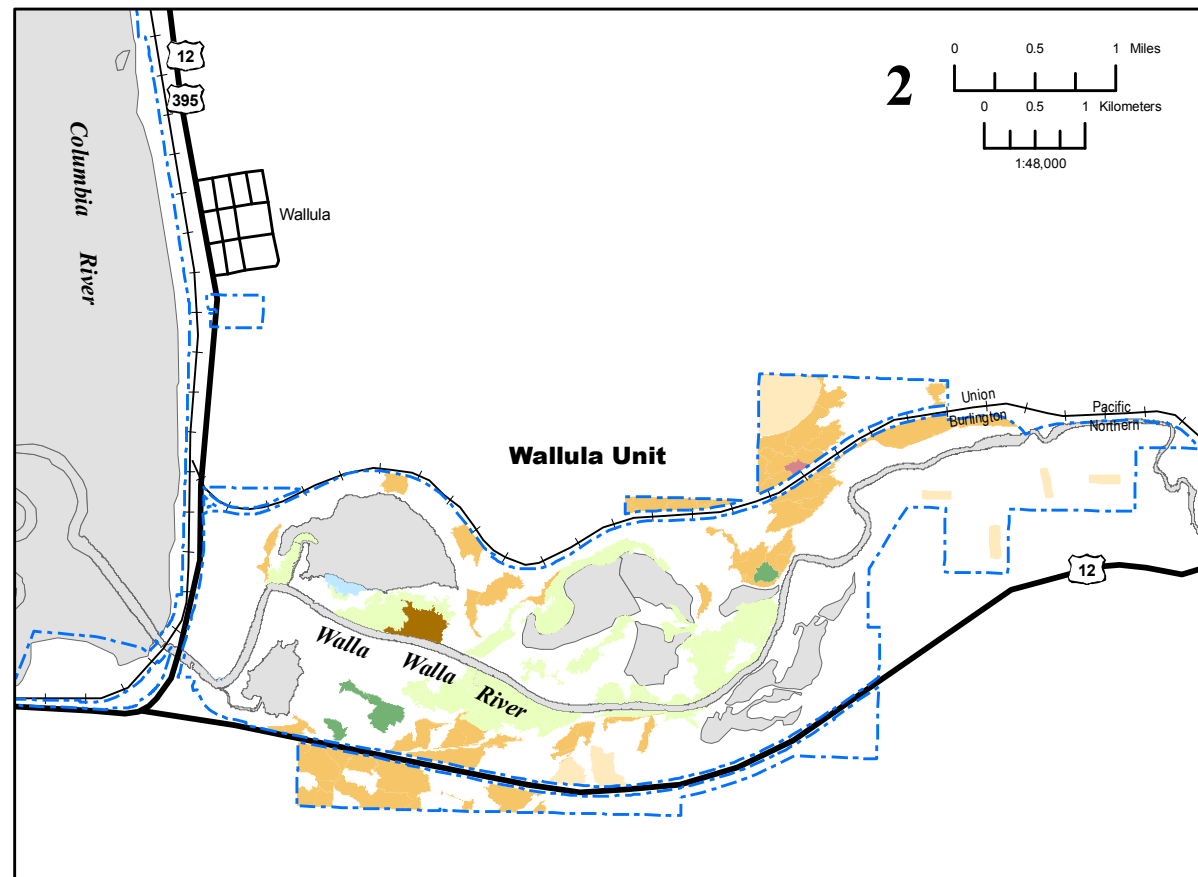 12
395
2
0 0.5 1 Miles
0 0.5 1 Kilometers
1:48,000
Columbia River
Wallula
Union Pacific
Burlington Northern
Wallula Unit
12
Walla Walla River